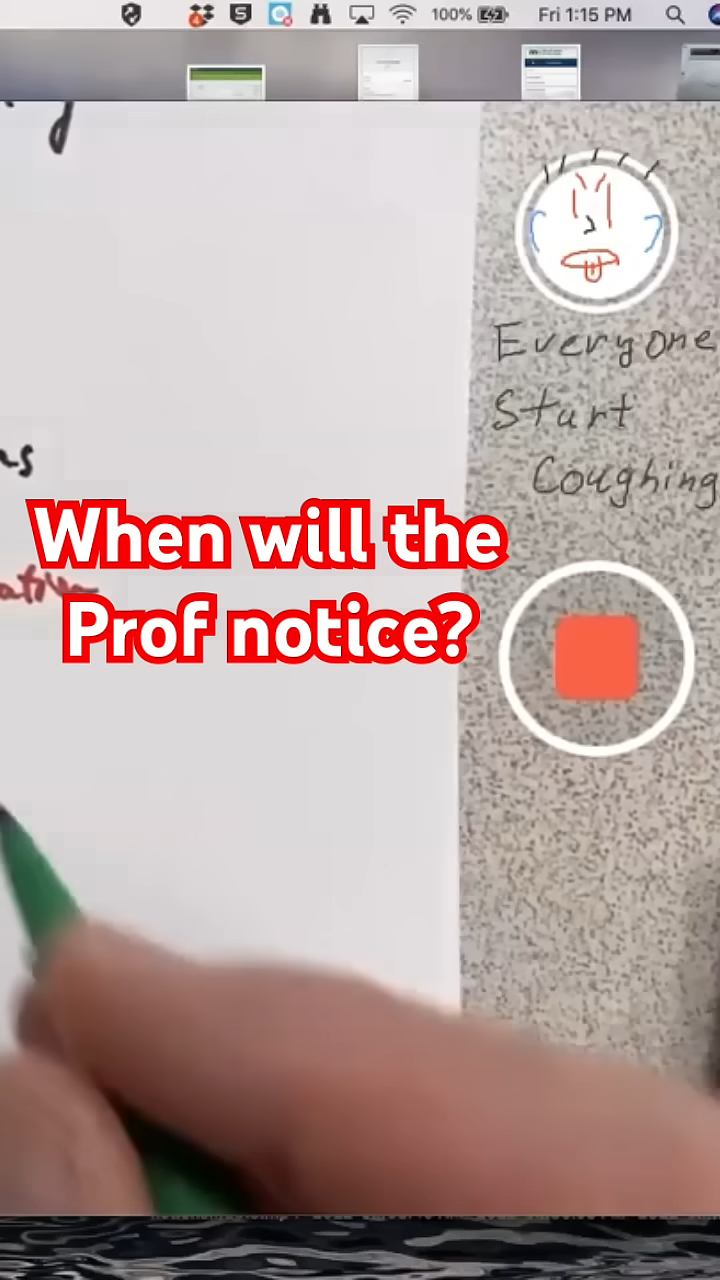 100% Fri 1:15 PM
Everyone
Start
Coughing
When will the
Prof notice?